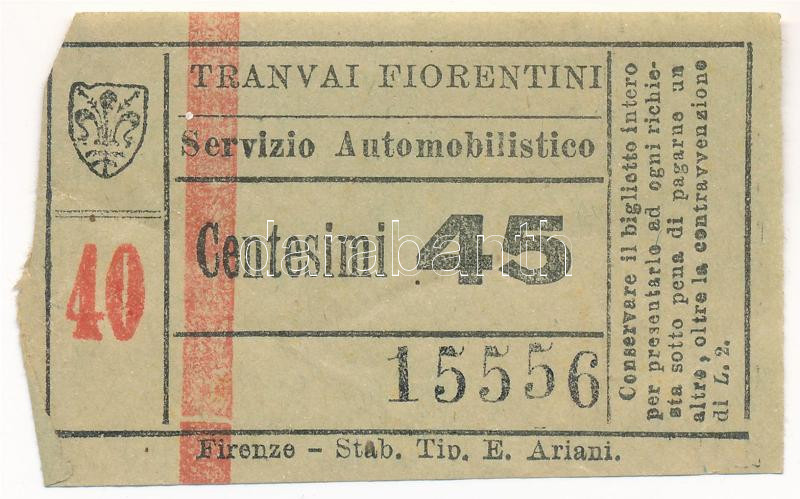 TRANVAI FIORENTINI
Servizio Automobilistico
Centesimi 45
40
15556
Conservare il biglietto intero
per presentarlo ad ogni richie-
sta sotto pena di pagarne un
altro, oltre la contravvenzione
di L. 2.
Firenze - Stab. Tip. E. Ariani.
darabanth